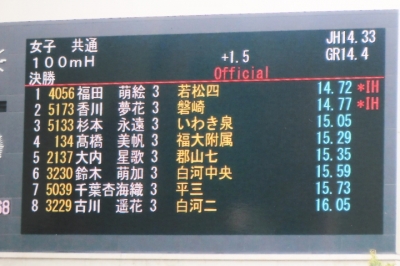 女子 共通 JH14.33
100mH +1.5 GR14.4
決勝 Official
1 4056 福田 萌絵 3 若松四 14.72 *IH
2 5173 香川 夢花 3 磐崎 14.77 *IH
3 5133 杉本 永遠 3 いわき泉 15.05
4 134 髙橋 美帆 3 福大附属 15.29
5 2137 大内 星歌 3 郡山七 15.35
6 3230 鈴木 萌加 3 白河中央 15.59
7 5039 千葉杏海織 3 平三 15.73
8 3229 古川 遥花 3 白河二 16.05